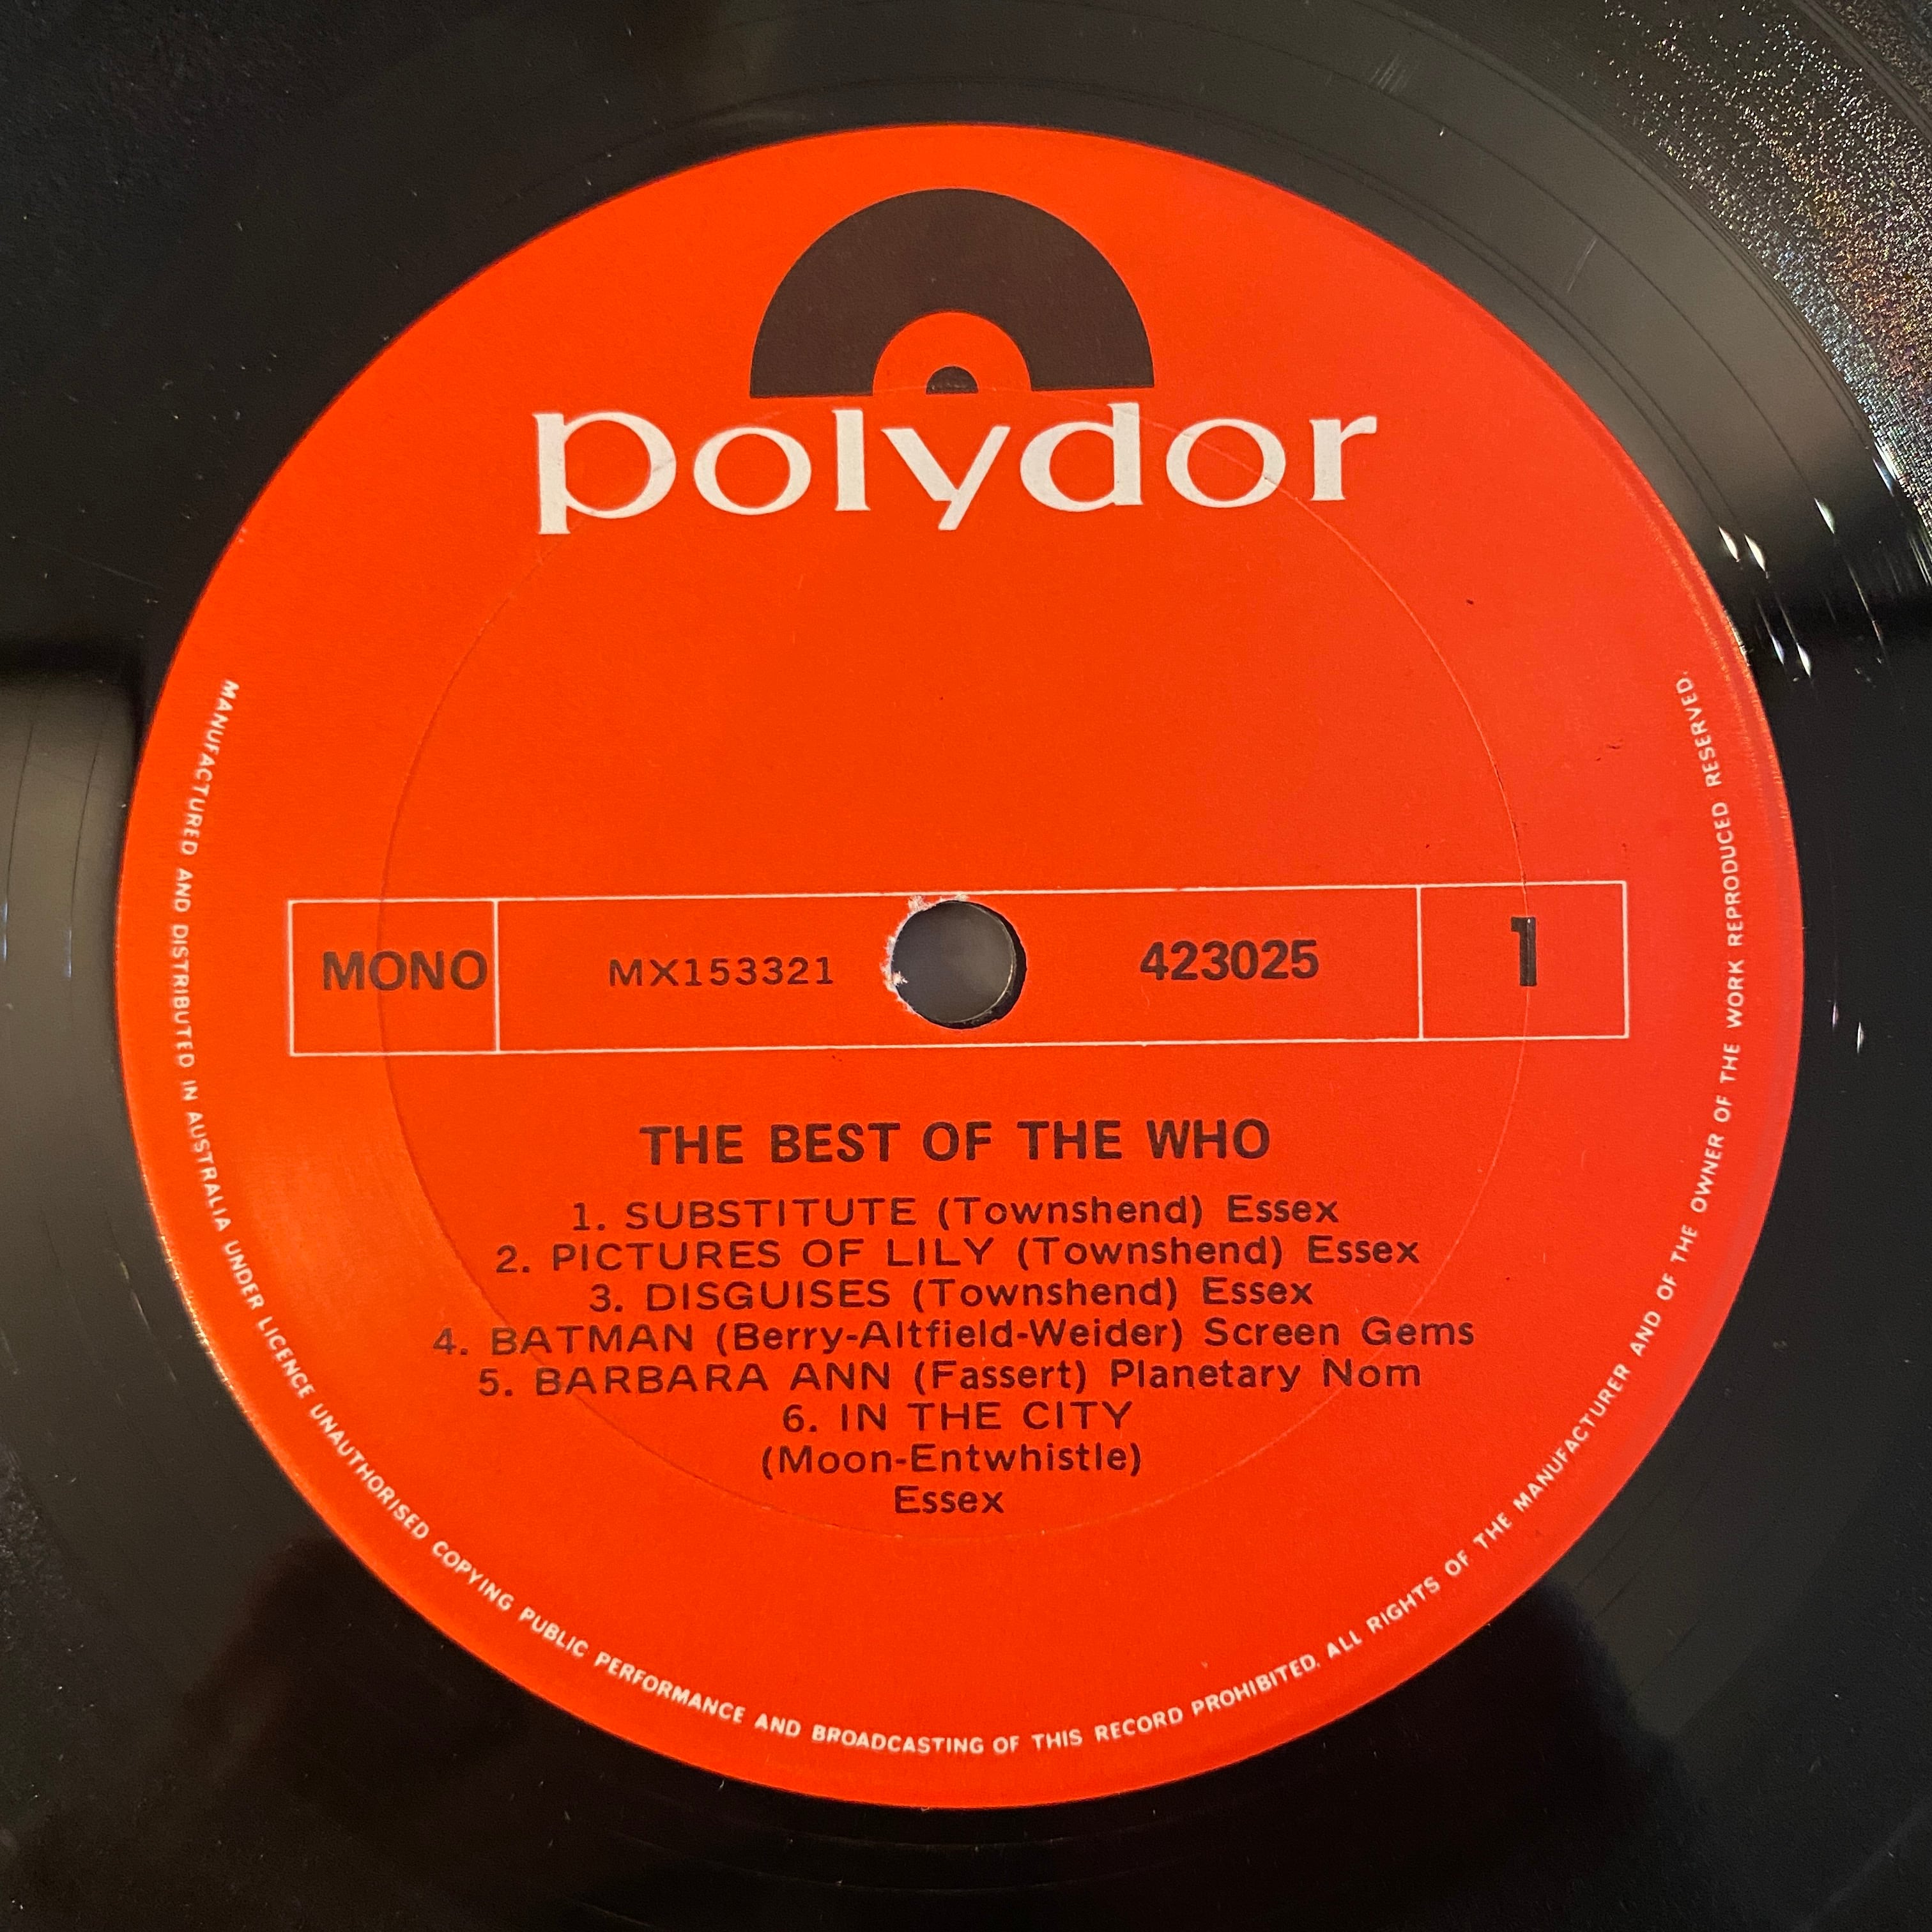 polydor
MONO MX153321 423025 1
THE BEST OF THE WHO
1. SUBSTITUTE (Townshend) Essex
2. PICTURES OF LILY (Townshend) Essex
3. DISGUISES (Townshend) Essex
4. BATMAN (Berry-Altfield-Weider) Screen Gems
5. BARBARA ANN (Fassert) Planetary Nom
6. IN THE CITY
(Moon-Entwhistle)
Essex
MANUFACTURED AND DISTRIBUTED IN AUSTRALIA UNDER LICENCE UNAUTHORISED COPYING PUBLIC PERFORMANCE AND BROADCASTING OF THIS RECORD PROHIBITED. ALL RIGHTS OF THE MANUFACTURER AND OF THE OWNER OF THE WORK REPRODUCED RESERVED.